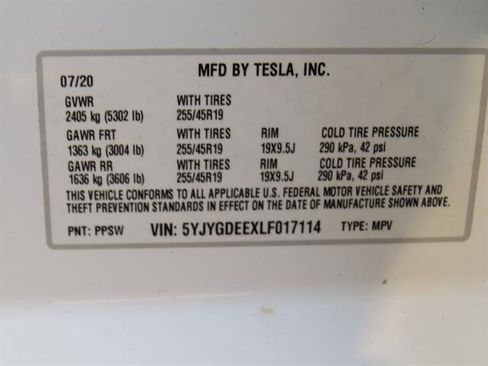 MFD BY TESLA, INC.
07/20
GVWR WITH TIRES
2405 kg (5302 lb) 255/45R19
GAWR FRT WITH TIRES RIM COLD TIRE PRESSURE
1363 kg (3004 lb) 255/45R19 19X9.5J 290 kPa, 42 psi
GAWR RR WITH TIRES RIM COLD TIRE PRESSURE
1636 kg (3606 lb) 255/45R19 19X9.5J 290 kPa, 42 psi
THIS VEHICLE CONFORMS TO ALL APPLICABLE U.S. FEDERAL MOTOR VEHICLE SAFETY AND
THEFT PREVENTION STANDARDS IN EFFECT ON THE DATE OF MANUFACTURE SHOWN ABOVE.
PNT: PPSW VIN: 5YJYGDEEXLF017114 TYPE: MPV